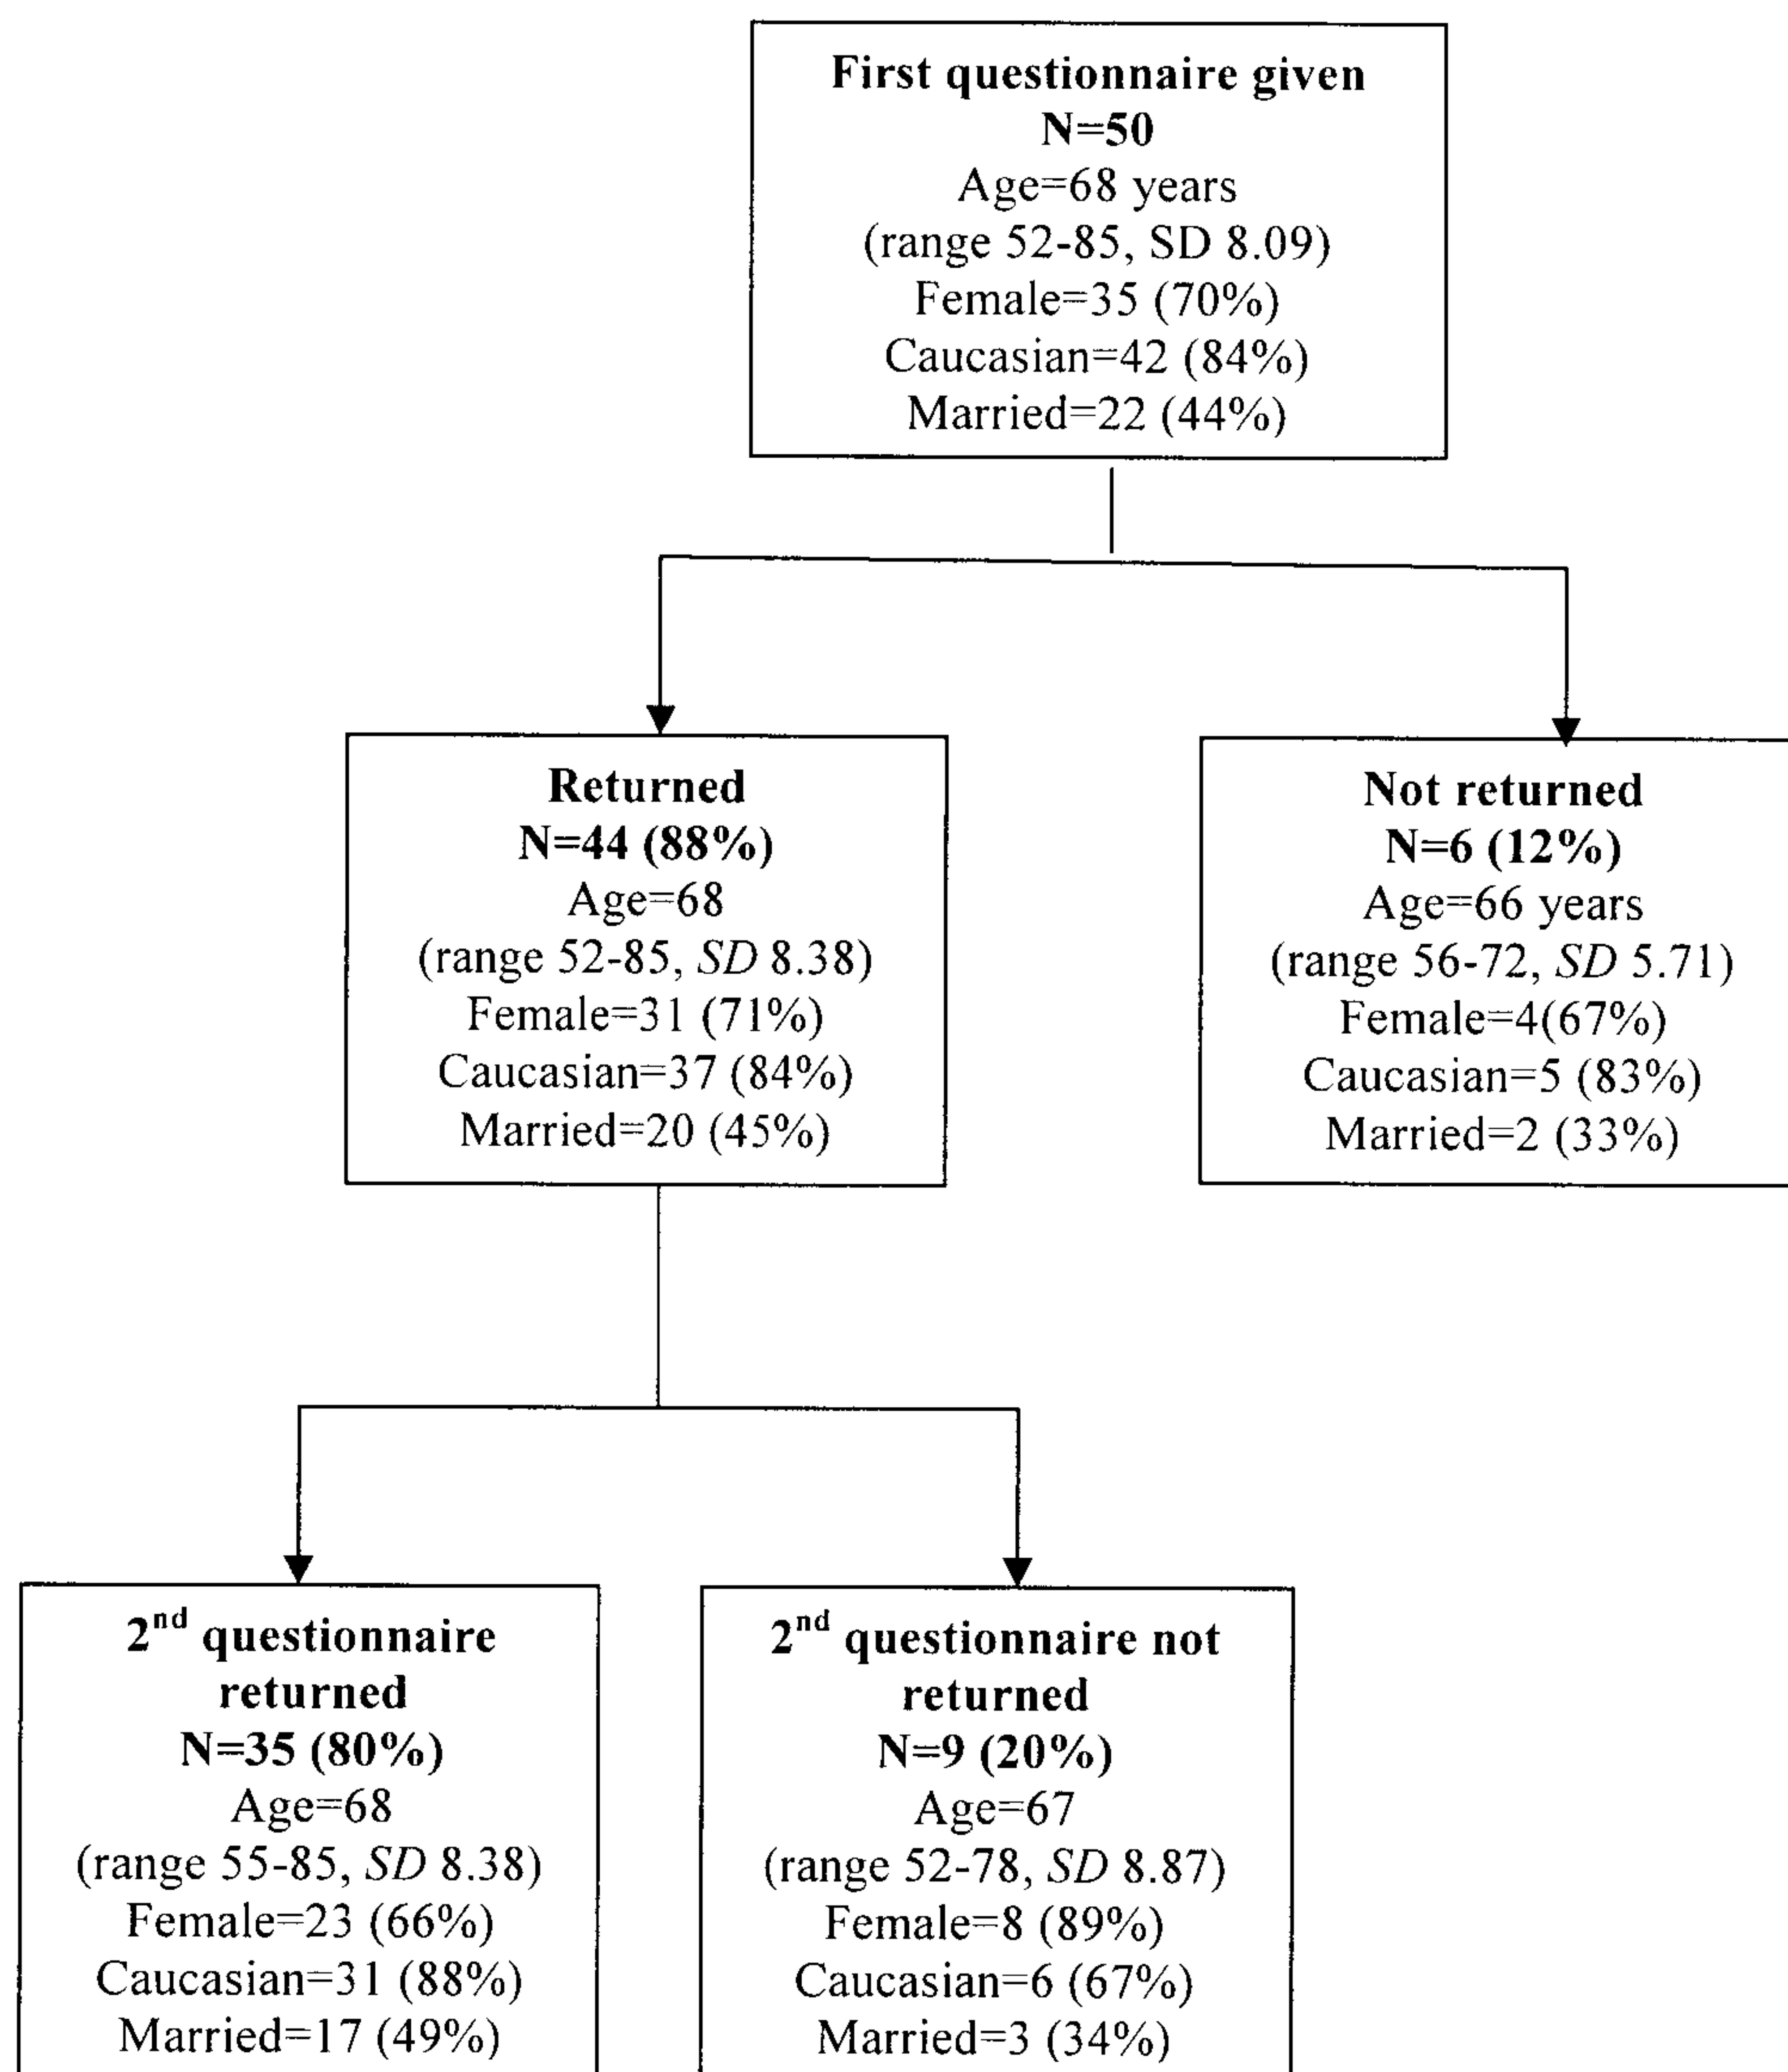 First questionnaire given
N=50
Age=68 years
(range 52-85, SD 8.09)
Female=35 (70%)
Caucasian=42 (84%)
Married=22 (44%)
Returned
N=44 (88%)
Age=68
(range 52-85, SD 8.38)
Female=31 (71%)
Caucasian=37 (84%)
Married=20 (45%)
Not returned
N=6 (12%)
Age=66 years
(range 56-72, SD 5.71)
Female=4(67%)
Caucasian=5 (83%)
Married=2 (33%)
2nd questionnaire
returned
N=35 (80%)
Age=68
(range 55-85, SD 8.38)
Female=23 (66%)
Caucasian=31 (88%)
Married=17 (49%)
2nd questionnaire not
returned
N=9 (20%)
Age=67
(range 52-78, SD 8.87)
Female=8 (89%)
Caucasian=6 (67%)
Married=3 (34%)